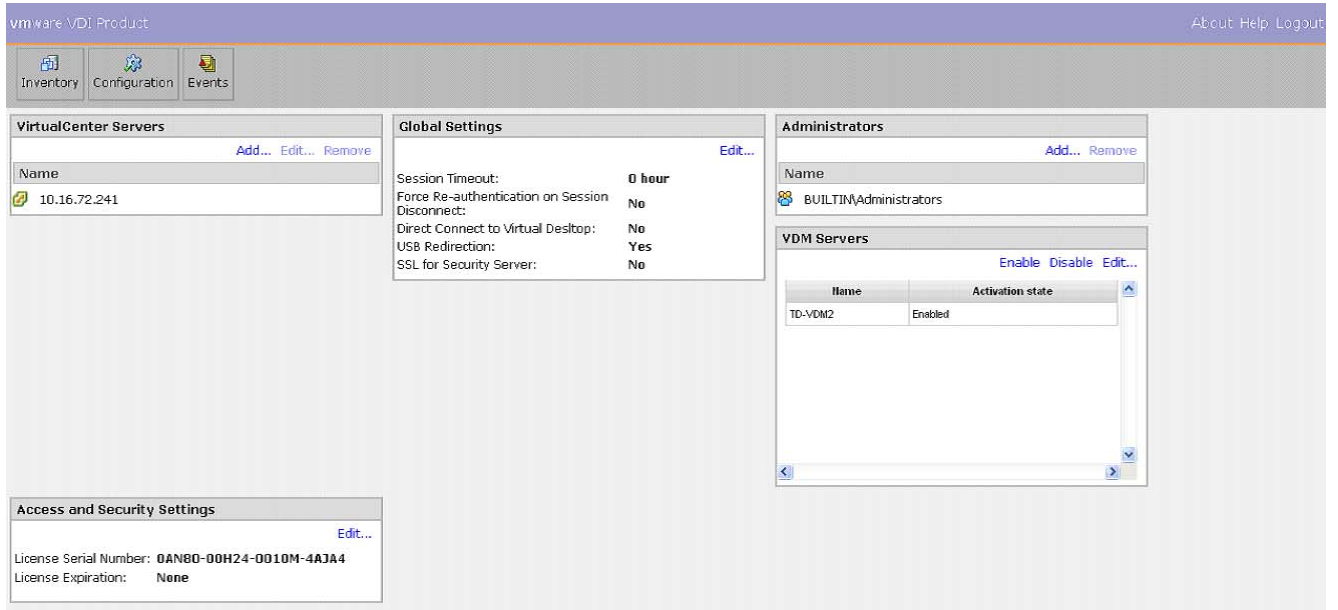 vmware VDI Product
About Help Logout
Inventory Configuration Events
VirtualCenter Servers
Add... Edit... Remove
Name
10.16.72.241
Global Settings
Edit...
Session Timeout: 0 hour
Force Re-authentication on Session Disconnect: No
Direct Connect to Virtual Desltop: No
USB Redirection: Yes
SSL for Security Server: No
Administrators
Add... Remove
Name
BUILTIN\Administrators
VDM Servers
Enable Disable Edit...
Name Activation state
TD-VDM2 Enabled
Access and Security Settings
Edit...
License Serial Number: 0AN80-00H24-0010M-4AJA4
License Expiration: None